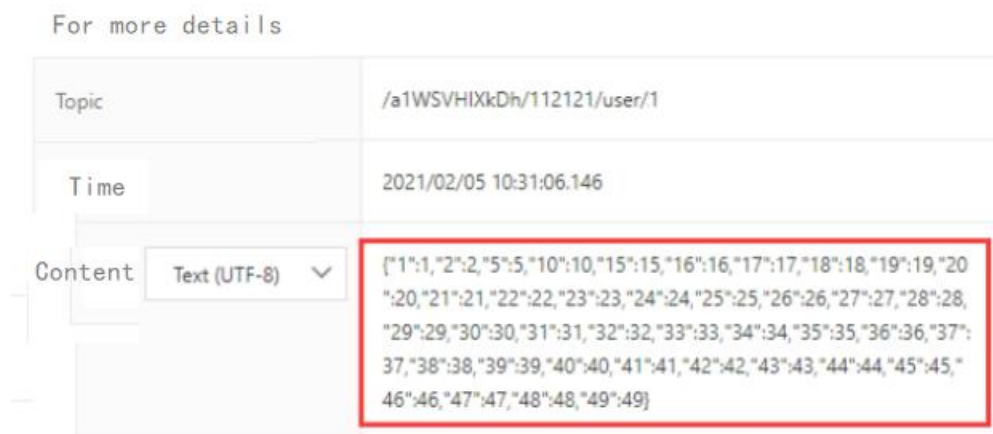 For more details
Topic
/a1WSVHIXkDh/112121/user/1
Time
2021/02/05 10:31:06.146
Content
Text (UTF-8)
{"1":1,"2":2,"5":5,"10":10,"15":15,"16":16,"17":17,"18":18,"19":19,"20
":20,"21":21,"22":22,"23":23,"24":24,"25":25,"26":26,"27":27,"28":28,
"29":29,"30":30,"31":31,"32":32,"33":33,"34":34,"35":35,"36":36,"37":
37,"38":38,"39":39,"40":40,"41":41,"42":42,"43":43,"44":44,"45":45,"
46":46,"47":47,"48":48,"49":49}